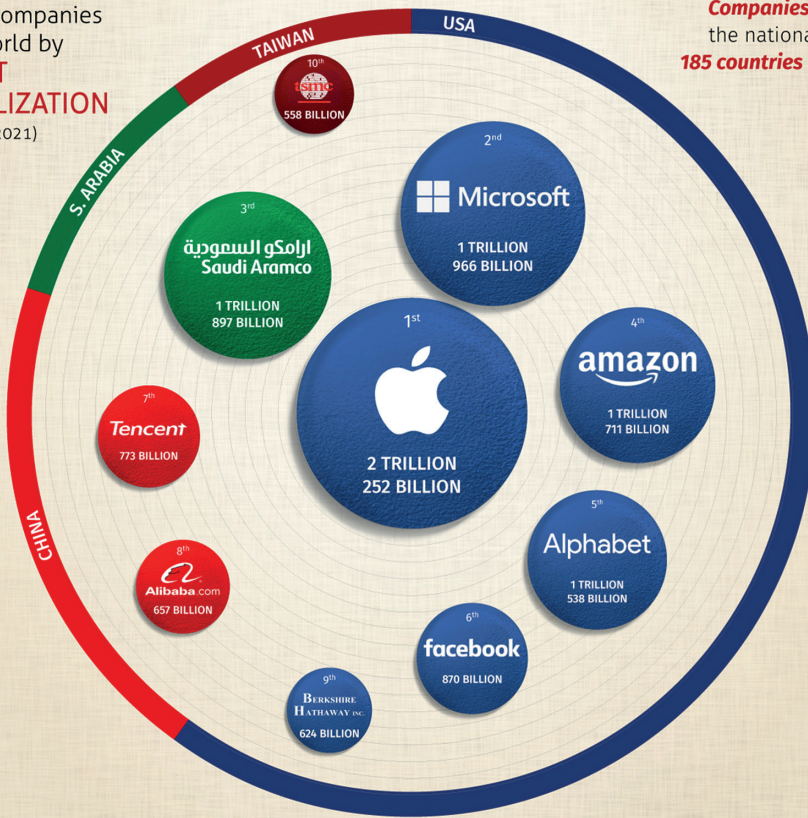 ompanies
orld by
T
LIZATION
2021)
Companies
the nationa
185 countries
TAIWAN
USA
S. ARABIA
CHINA
10th
tsmc
558 BILLION
2nd
Microsoft
1 TRILLION
966 BILLION
3rd
ارامكو السعودية
Saudi Aramco
1 TRILLION
897 BILLION
1st
2 TRILLION
252 BILLION
4th
amazon
1 TRILLION
711 BILLION
7th
Tencent
773 BILLION
5th
Alphabet
1 TRILLION
538 BILLION
8th
Alibaba.com
657 BILLION
6th
facebook
870 BILLION
9th
BERKSHIRE
HATHAWAY INC.
624 BILLION